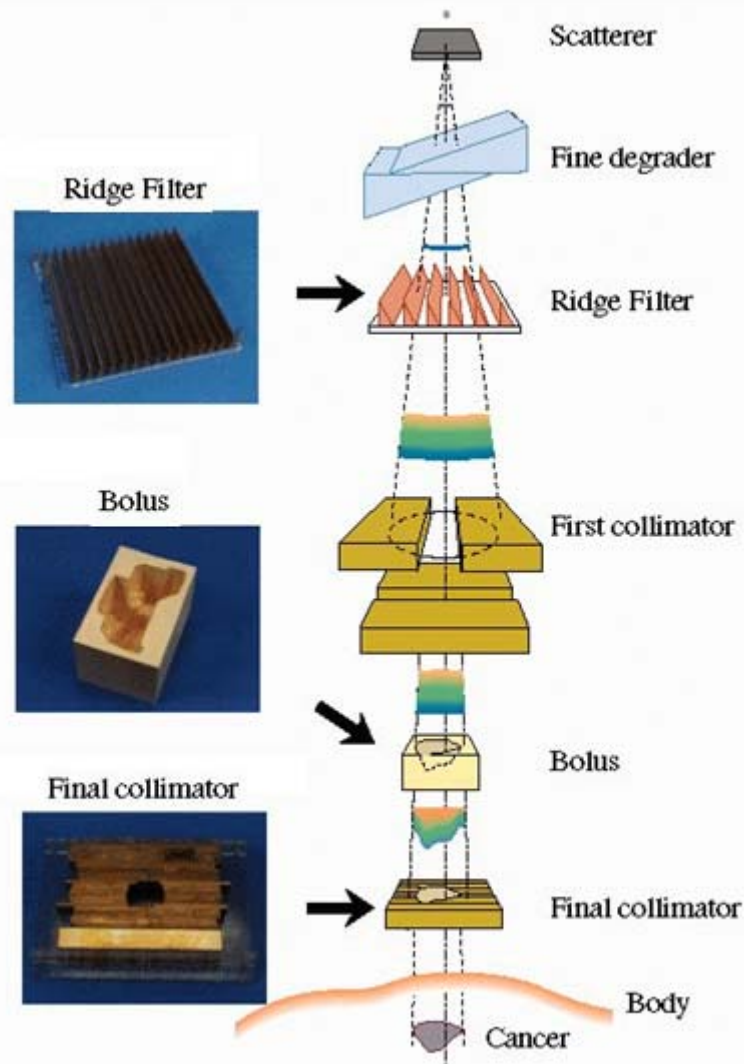 Scatterer
Fine degrader
Ridge Filter
Ridge Filter
Bolus
First collimator
Bolus
Final collimator
Final collimator
Body
Cancer